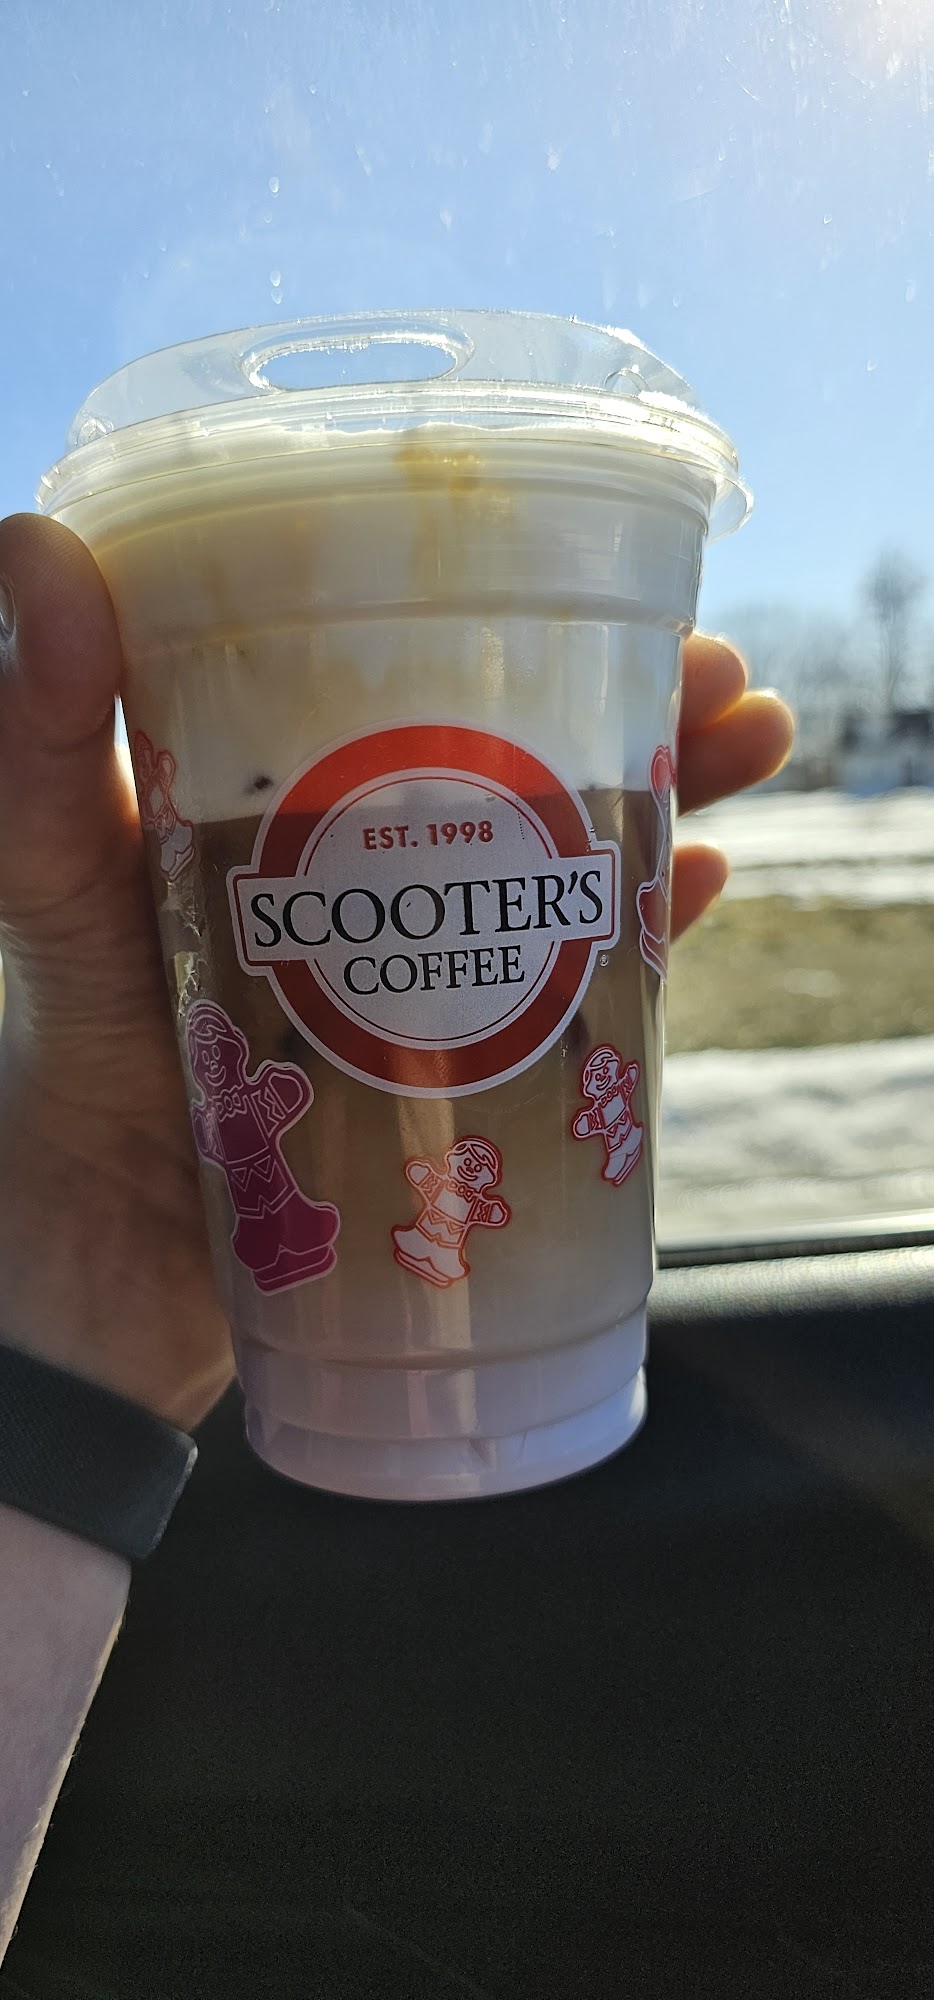 EST. 1998
SCOOTER'S
COFFEE
®